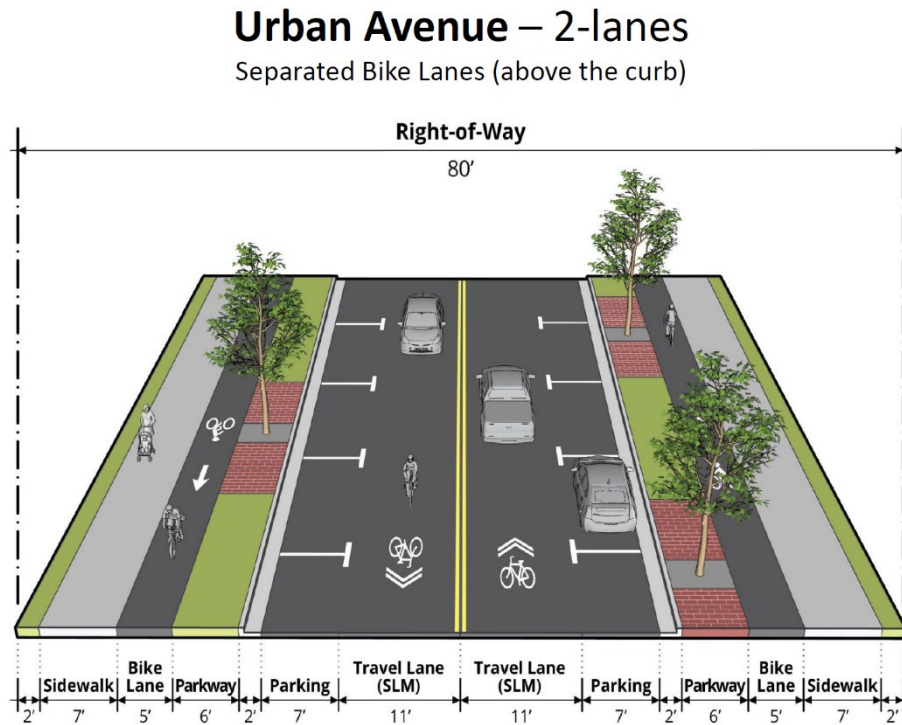 Urban Avenue – 2-lanes
Separated Bike Lanes (above the curb)
Right-of-Way
80’
Sidewalk
Bike Lane
Parkway
Parking
Travel Lane (SLM)
Travel Lane (SLM)
Parking
Parkway
Bike Lane
Sidewalk
2’ 7’ 5’ 6’ 2’ 7’ 11’ 11’ 7’ 2’ 6’ 5’ 7’ 2’